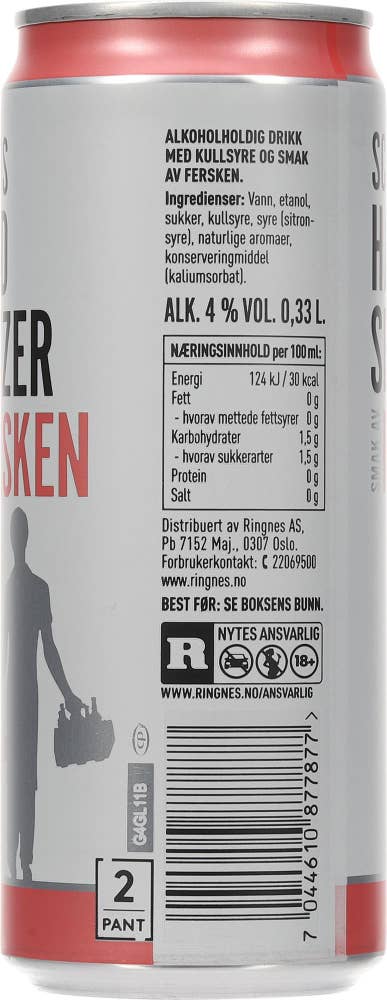 ALKOHOLHOLDIG DRIKK
MED KULLSYRE OG SMAK
AV FERSKEN.
Ingredienser: Vann, etanol,
sukker, kullsyre, syre (sitron-
syre), naturlige aromaer,
konserveringmiddel
(kaliumsorbat).
ALK. 4 % VOL. 0,33 L.
NÆRINGSINNHOLD per 100 ml:
Energi 124 kJ / 30 kcal
Fett 0 g
- hvorav mettede fettsyrer 0 g
Karbohydrater 1,5 g
- hvorav sukkerarter 1,5 g
Protein 0 g
Salt 0 g
Distribuert av Ringnes AS,
Pb 7152 Maj., 0307 Oslo.
Forbrukerkontakt: 22069500
www.ringnes.no
BEST FØR: SE BOKSENS BUNN.
R
NYTES ANSVARLIG
18+
WWW.RINGNES.NO/ANSVARLIG
7 044610 877877 >
G4GL11B
2
PANT
ZER
SKEN
SMAK AV